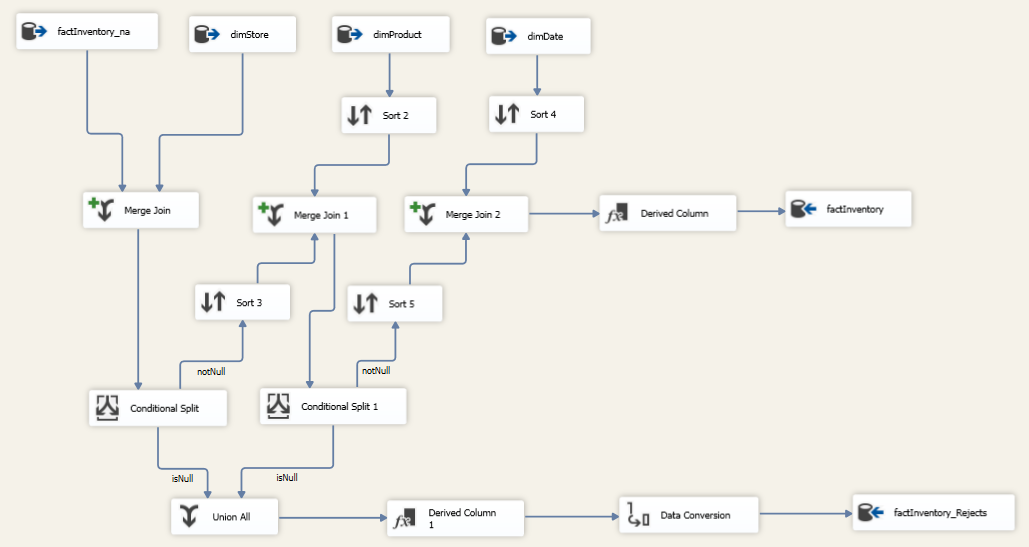 factInventory_na
dimStore
dimProduct
dimDate
Sort 2
Sort 4
Merge Join
Merge Join 1
Merge Join 2
Derived Column
factInventory
Sort 3
Sort 5
notNull
notNull
Conditional Split
Conditional Split 1
isNull
isNull
Union All
Derived Column
1
Data Conversion
factInventory_Rejects